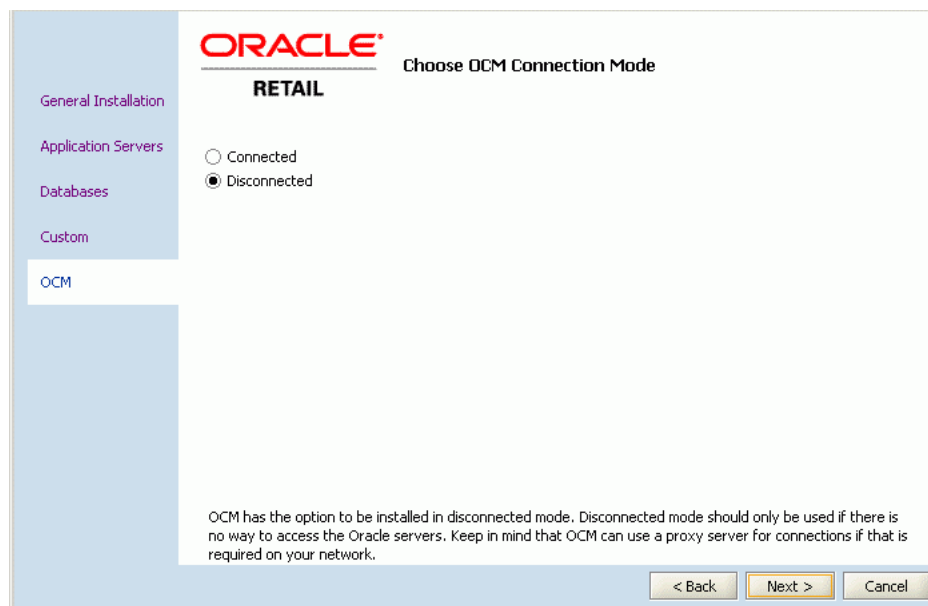 ORACLE®
RETAIL
Choose OCM Connection Mode
General Installation
Application Servers
Databases
Custom
OCM
Connected
Disconnected
OCM has the option to be installed in disconnected mode. Disconnected mode should only be used if there is
no way to access the Oracle servers. Keep in mind that OCM can use a proxy server for connections if that is
required on your network.
< Back
Next >
Cancel